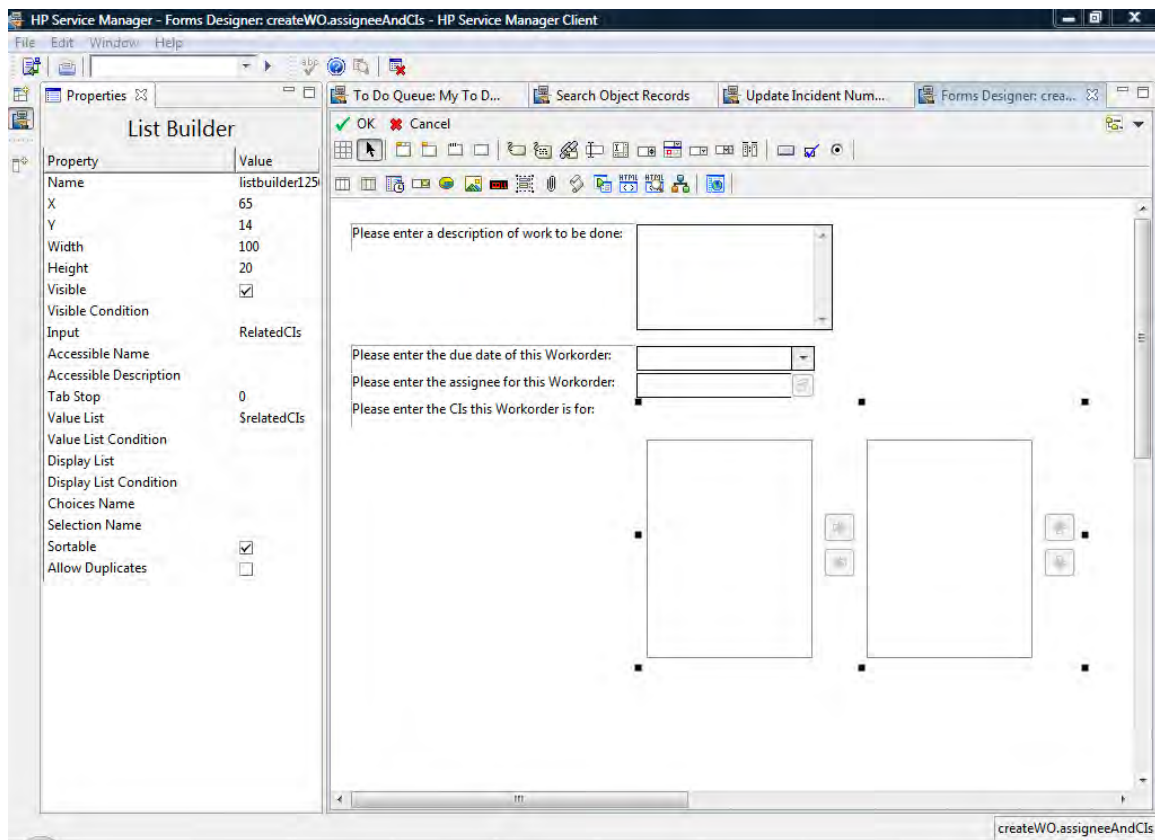 HP Service Manager - Forms Designer: createWO.assigneeAndCIs - HP Service Manager Client
File Edit Window Help
Properties
To Do Queue: My To D...
Search Object Records
Update Incident Num...
Forms Designer: crea...
List Builder
OK Cancel
Property Value
Name listbuilder1250
X 65
Y 14
Width 100
Height 20
Visible
Visible Condition
Input RelatedCIs
Accessible Name
Accessible Description
Tab Stop 0
Value List $relatedCIs
Value List Condition
Display List
Display List Condition
Choices Name
Selection Name
Sortable
Allow Duplicates
Please enter a description of work to be done:
Please enter the due date of this Workorder:
Please enter the assignee for this Workorder:
Please enter the CIs this Workorder is for:
createWO.assigneeAndCIs